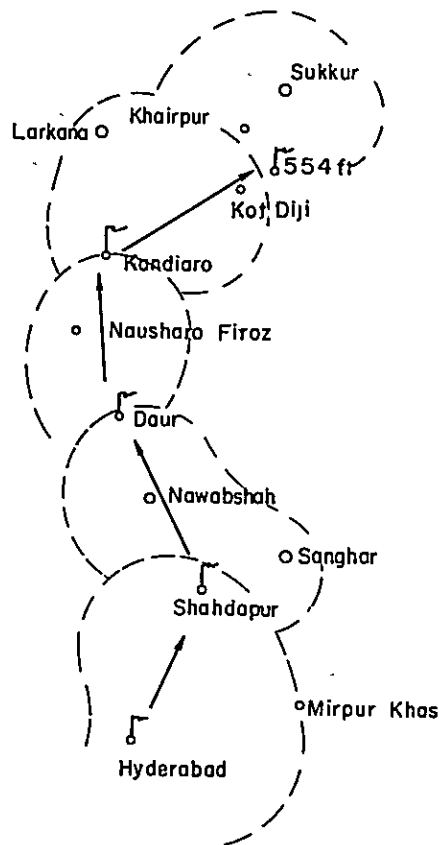 Sukkur
Khairpur
Larkana
554 ft
Kot Diji
Kandiaro
Nausharo Firoz
Daur
Nawabshah
Sanghar
Shahdapur
Mirpur Khas
Hyderabad